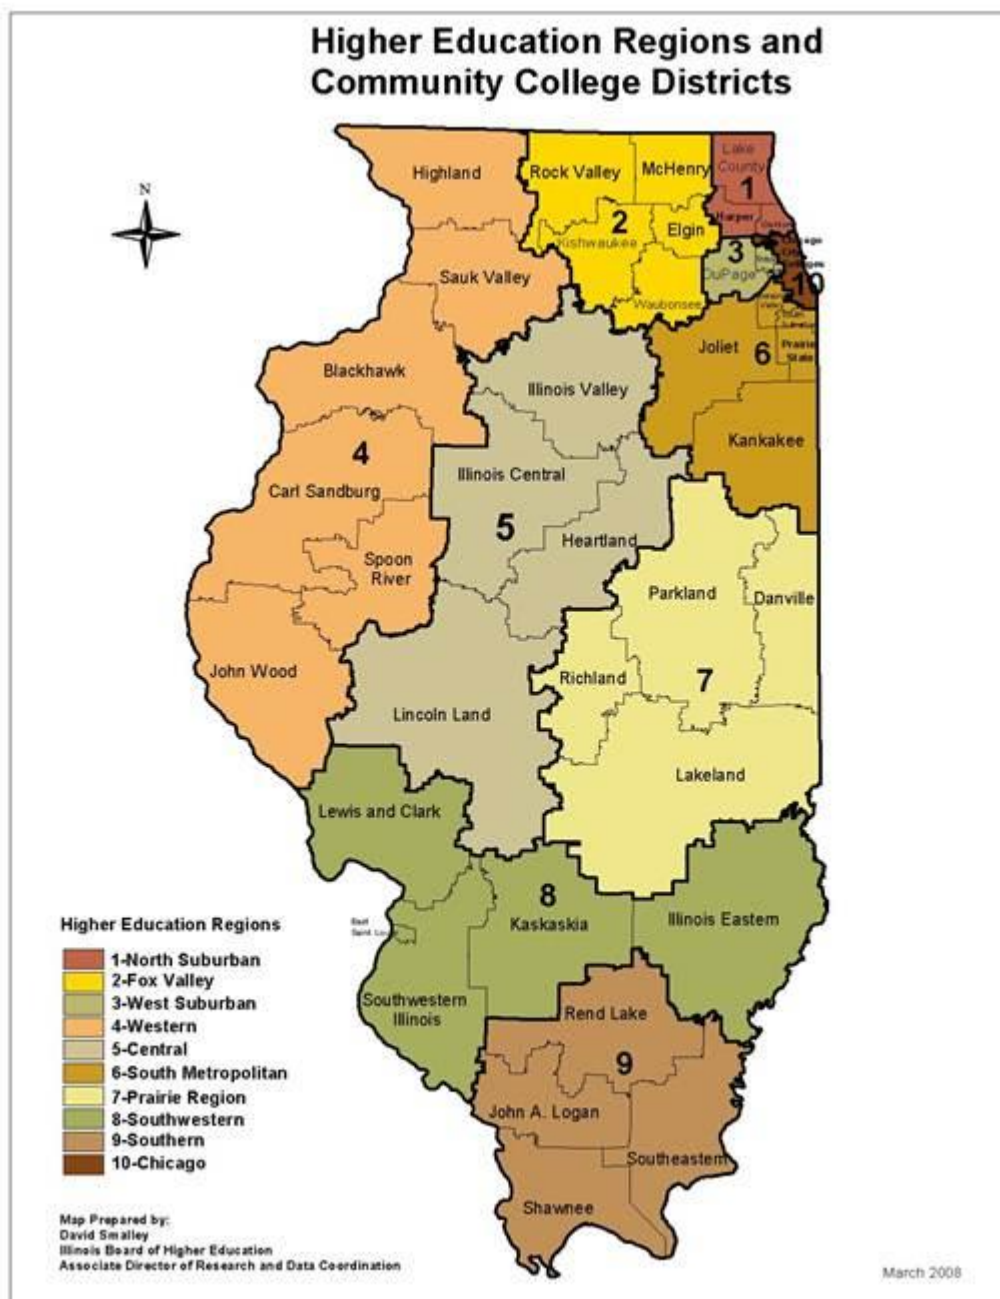 Higher Education Regions and
Community College Districts
N
Highland
Rock Valley
McHenry
Lake
County
1
Harper
2
Kishwaukee
Elgin
3
DuPage
10
Sauk Valley
Waubonsee
Joliet
6
Prairie
State
Blackhawk
Illinois Valley
Kankakee
4
Carl Sandburg
Illinois Central
5
Heartland
Spoon
River
Parkland
Danville
John Wood
Richland
7
Lincoln Land
Lakeland
Lewis and Clark
8
Kaskaskia
Illinois Eastern
East
Southwestern
Illinois
Rend Lake
9
John A. Logan
Southeastern
Shawnee
Higher Education Regions
1-North Suburban
2-Fox Valley
3-West Suburban
4-Western
5-Central
6-South Metropolitan
7-Prairie Region
8-Southwestern
9-Southern
10-Chicago
Map Prepared by:
David Smalley
Illinois Board of Higher Education
Associate Director of Research and Data Coordination
March 2008